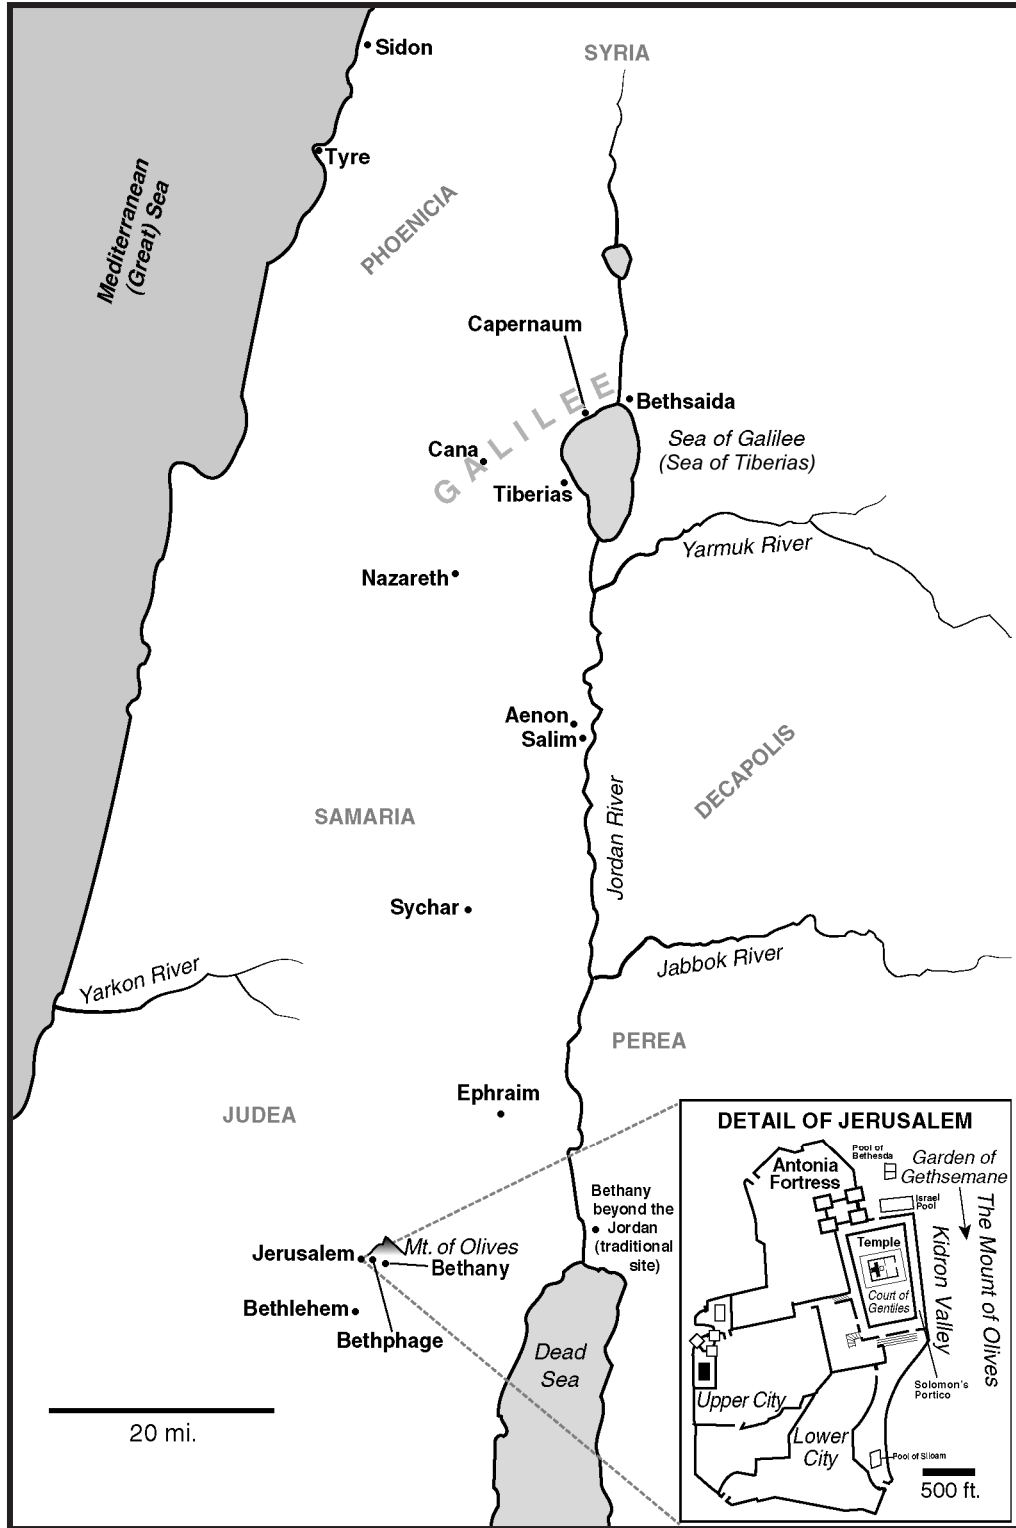 Sidon
SYRIA
Tyre
Mediterranean
(Great) Sea
PHOENICIA
Capernaum
GALILEE
Bethsaida
Cana
Sea of Galilee
(Sea of Tiberias)
Tiberias
Yarmuk River
Nazareth
Aenon
Salim
DECAPOLIS
Jordan River
SAMARIA
Sychar
Yarkon River
Jabbok River
PEREA
Ephraim
JUDEA
Bethany
beyond the
Jordan
(traditional
site)
Jerusalem
Mt. of Olives
Bethany
Bethlehem
Bethphage
Dead
Sea
20 mi.
DETAIL OF JERUSALEM
Pool of
Bethesda
Garden of
Gethsemane
Antonia
Fortress
Israel
Pool
The Mount of Olives
Kidron Valley
Temple
Court of
Gentiles
Solomon's
Portico
Upper City
Lower
City
Pool of Siloam
500 ft.